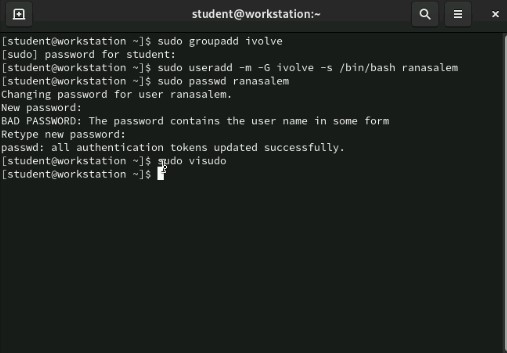 student@workstation:~
[student@workstation ~]$ sudo groupadd ivolve
[sudo] password for student:
[student@workstation ~]$ sudo useradd -m -G ivolve -s /bin/bash ranasalem
[student@workstation ~]$ sudo passwd ranasalem
Changing password for user ranasalem.
New password:
BAD PASSWORD: The password contains the user name in some form
Retype new password:
passwd: all authentication tokens updated successfully.
[student@workstation ~]$ sudo visudo
[student@workstation ~]$